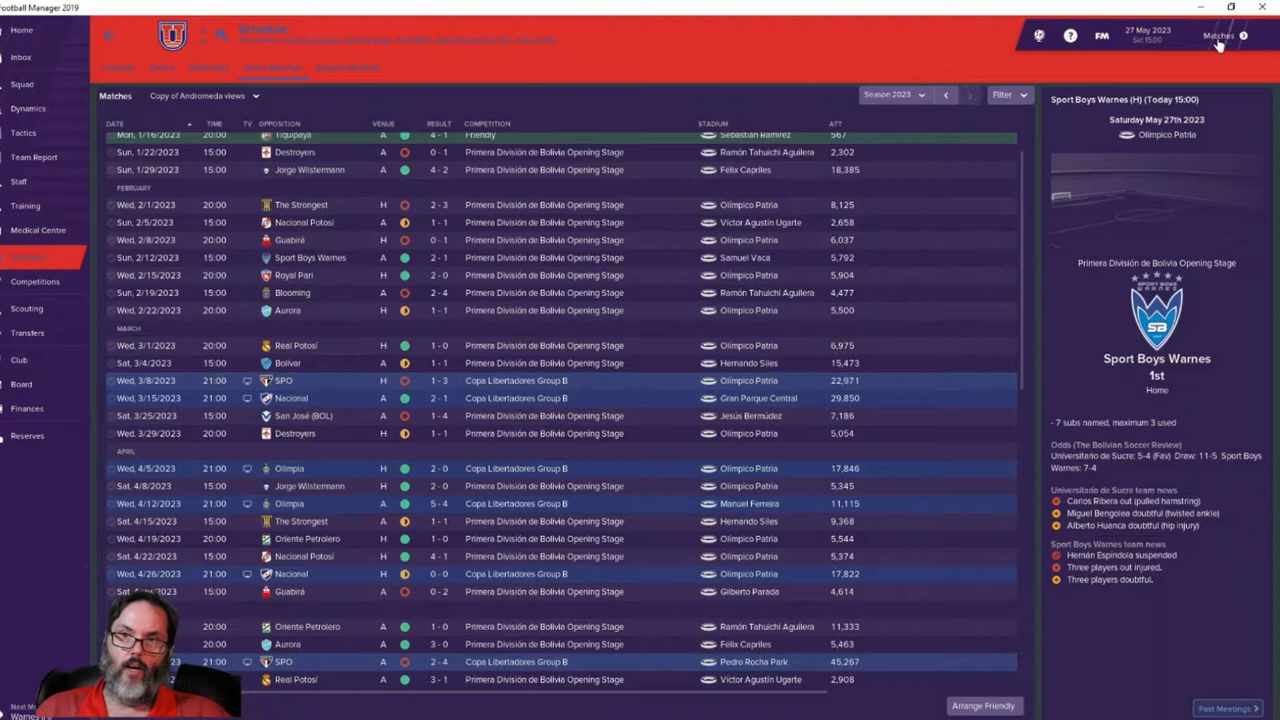 Football Manager 2019
Home
Inbox
Squad
Dynamics
Tactics
Team Report
Staff
Training
Medical Centre
Competitions
Scouting
Transfers
Club
Board
Finances
Reserves
Schedule
FM
27 May 2023
Sat 15:00
Matches
Matches Copy of Andromeda views
Season 2023
Filter
DATE TIME TV OPPOSITION VENUE RESULT COMPETITION STADIUM ATT
Mon, 1/16/2023 20:00 Tiquipaya A 4 - 1 Friendly Sebastián Ramírez 567
Sun, 1/22/2023 15:00 Destroyers A 0 - 1 Primera División de Bolivia Opening Stage Ramón Tahuichi Aguilera 2,302
Sun, 1/29/2023 15:00 Jorge Wilstermann A 4 - 2 Primera División de Bolivia Opening Stage Félix Capriles 18,385
FEBRUARY
Wed, 2/1/2023 20:00 The Strongest H 2 - 3 Primera División de Bolivia Opening Stage Olímpico Patria 8,125
Sun, 2/5/2023 15:00 Nacional Potosí A 1 - 1 Primera División de Bolivia Opening Stage Víctor Agustín Ugarte 2,658
Wed, 2/8/2023 20:00 Guabirá H 0 - 1 Primera División de Bolivia Opening Stage Olímpico Patria 6,037
Sun, 2/12/2023 15:00 Sport Boys Warnes A 2 - 1 Primera División de Bolivia Opening Stage Samuel Vaca 5,792
Wed, 2/15/2023 20:00 Royal Pari H 2 - 0 Primera División de Bolivia Opening Stage Olímpico Patria 5,904
Sun, 2/19/2023 15:00 Blooming A 2 - 4 Primera División de Bolivia Opening Stage Ramón Tahuichi Aguilera 4,477
Wed, 2/22/2023 20:00 Aurora H 1 - 1 Primera División de Bolivia Opening Stage Olímpico Patria 5,500
MARCH
Wed, 3/1/2023 20:00 Real Potosí H 1 - 0 Primera División de Bolivia Opening Stage Olímpico Patria 6,975
Sat, 3/4/2023 15:00 Bolívar A 1 - 1 Primera División de Bolivia Opening Stage Hernando Siles 15,473
Wed, 3/8/2023 21:00 SPO H 1 - 3 Copa Libertadores Group B Olímpico Patria 22,971
Wed, 3/15/2023 21:00 Nacional A 2 - 1 Copa Libertadores Group B Gran Parque Central 29,850
Sat, 3/25/2023 15:00 San José (BOL) A 1 - 4 Primera División de Bolivia Opening Stage Jesús Bermúdez 7,186
Wed, 3/29/2023 20:00 Destroyers H 1 - 1 Primera División de Bolivia Opening Stage Olímpico Patria 5,054
APRIL
Wed, 4/5/2023 21:00 Olimpia H 2 - 0 Copa Libertadores Group B Olímpico Patria 17,846
Sat, 4/8/2023 15:00 Jorge Wilstermann H 2 - 0 Primera División de Bolivia Opening Stage Olímpico Patria 5,345
Wed, 4/12/2023 21:00 Olimpia A 5 - 4 Copa Libertadores Group B Manuel Ferreira 11,115
Sat, 4/15/2023 15:00 The Strongest A 1 - 1 Primera División de Bolivia Opening Stage Hernando Siles 9,368
Wed, 4/19/2023 20:00 Oriente Petrolero H 1 - 0 Primera División de Bolivia Opening Stage Olímpico Patria 5,544
Sat, 4/22/2023 15:00 Nacional Potosí H 4 - 1 Primera División de Bolivia Opening Stage Olímpico Patria 5,374
Wed, 4/26/2023 21:00 Nacional H 0 - 0 Copa Libertadores Group B Olímpico Patria 17,822
15:00 Guabirá A 0 - 2 Primera División de Bolivia Opening Stage Gilberto Parada 4,614
20:00 Oriente Petrolero A 1 - 0 Primera División de Bolivia Opening Stage Ramón Tahuichi Aguilera 11,333
20:00 Aurora A 3 - 0 Primera División de Bolivia Opening Stage Félix Capriles 5,463
21:00 SPO A 2 - 4 Copa Libertadores Group B Pedro Rocha Park 45,267
15:00 Real Potosí A 3 - 1 Primera División de Bolivia Opening Stage Víctor Agustín Ugarte 2,908
Arrange Friendly
Sport Boys Warnes (H) (Today 15:00)
Saturday May 27th 2023
Olímpico Patria
Primera División de Bolivia Opening Stage
SPORT BOYS WARNES
SB
Sport Boys Warnes
1st
Home
- 7 subs named, maximum 3 used
Odds (The Bolivian Soccer Review)
Universitario de Sucre: 5-4 (Fav) Draw: 11-5 Sport Boys
Warnes: 7-4
Universitario de Sucre team news
Carlos Ribera out (pulled hamstring)
Miguel Bengolea doubtful (twisted ankle)
Alberto Huanca doubtful (hip injury)
Sport Boys Warnes team news
Hernán Espíndola suspended
Three players out injured.
Three players doubtful.
Past Meetings